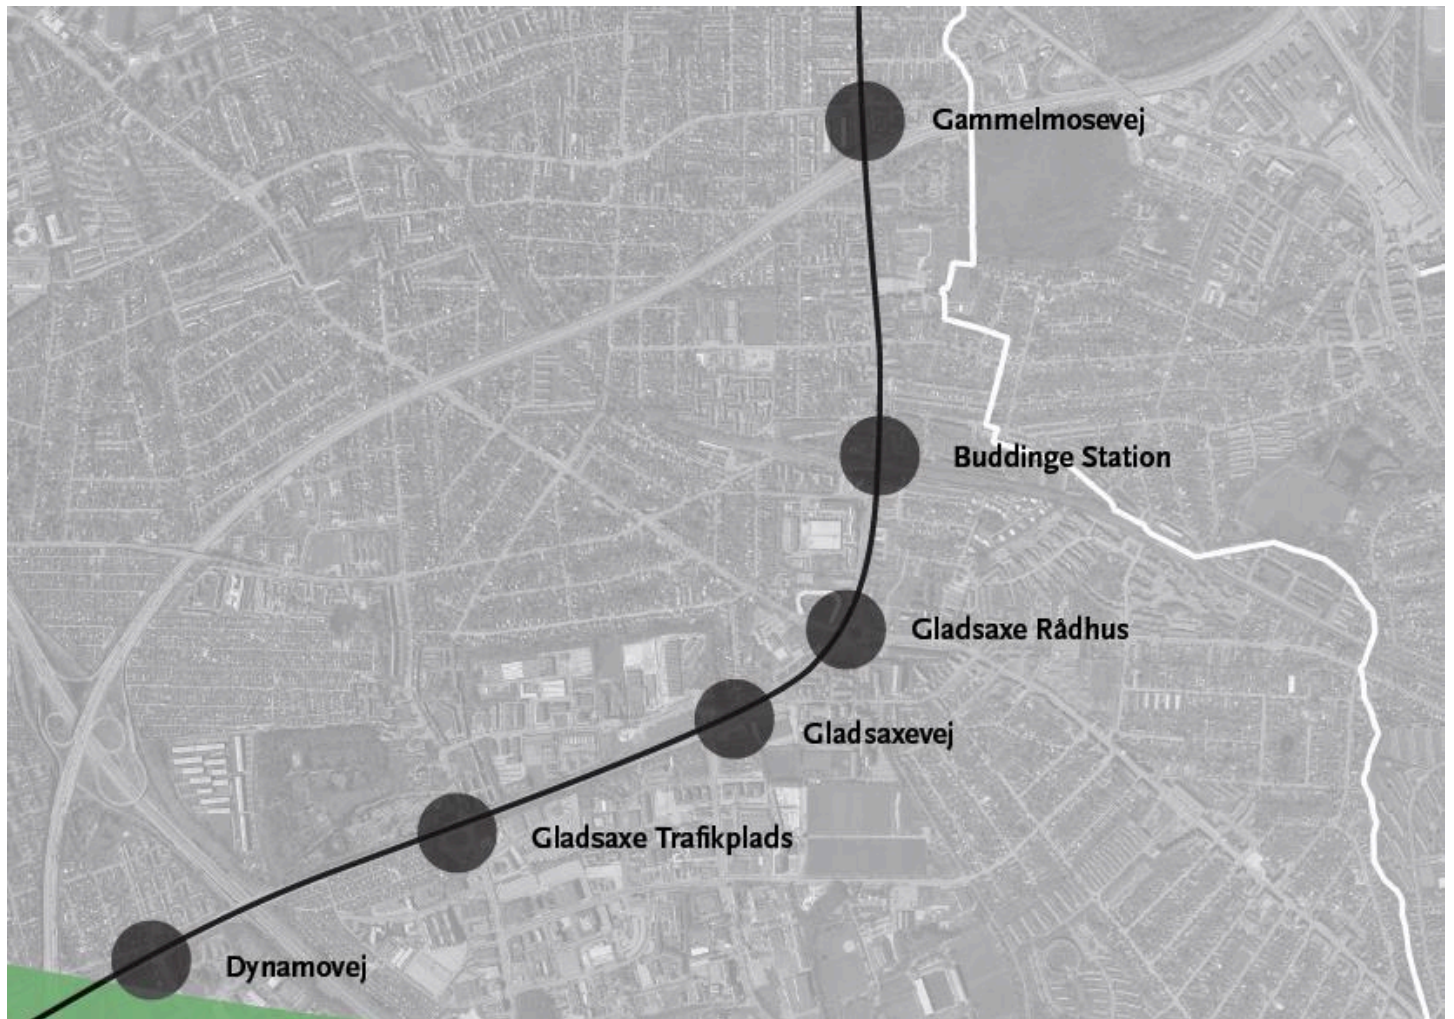 Gammelmosevej
Buddinge Station
Gladsaxe Rådhus
Gladsaxevej
Gladsaxe Trafikplads
Dynamovej